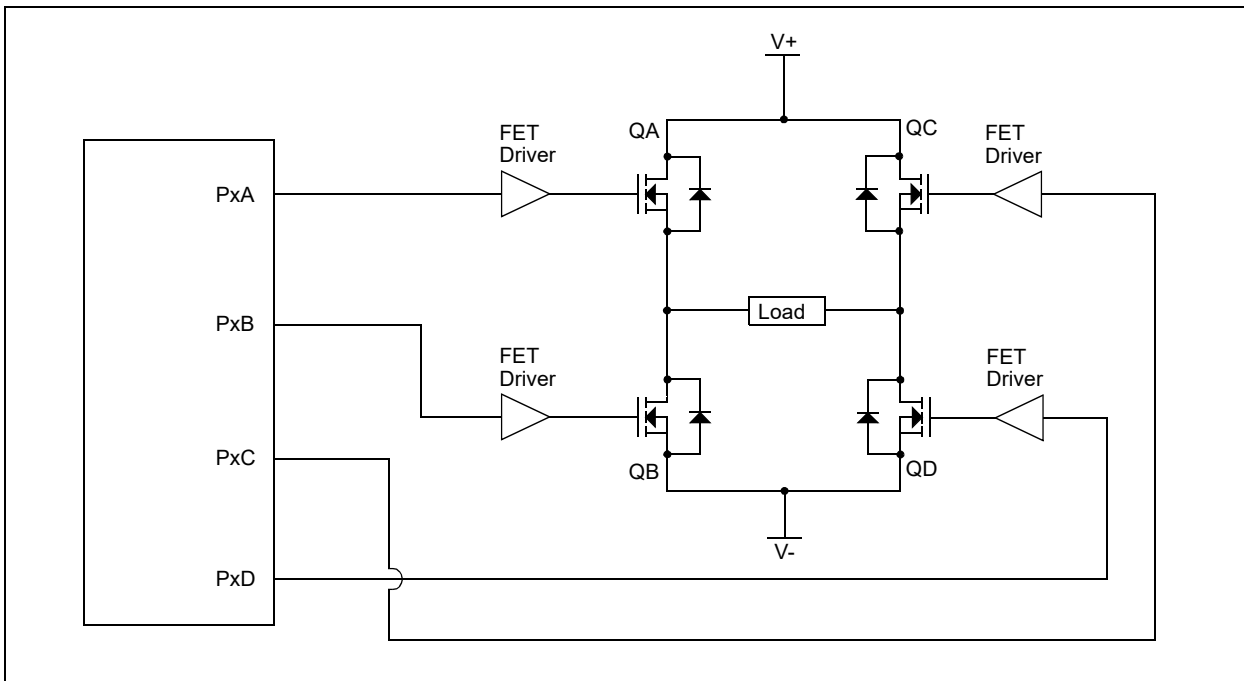 V+
QA
QC
FET
Driver
FET
Driver
PxA
PxB
Load
FET
Driver
FET
Driver
PxC
QB
QD
V-
PxD